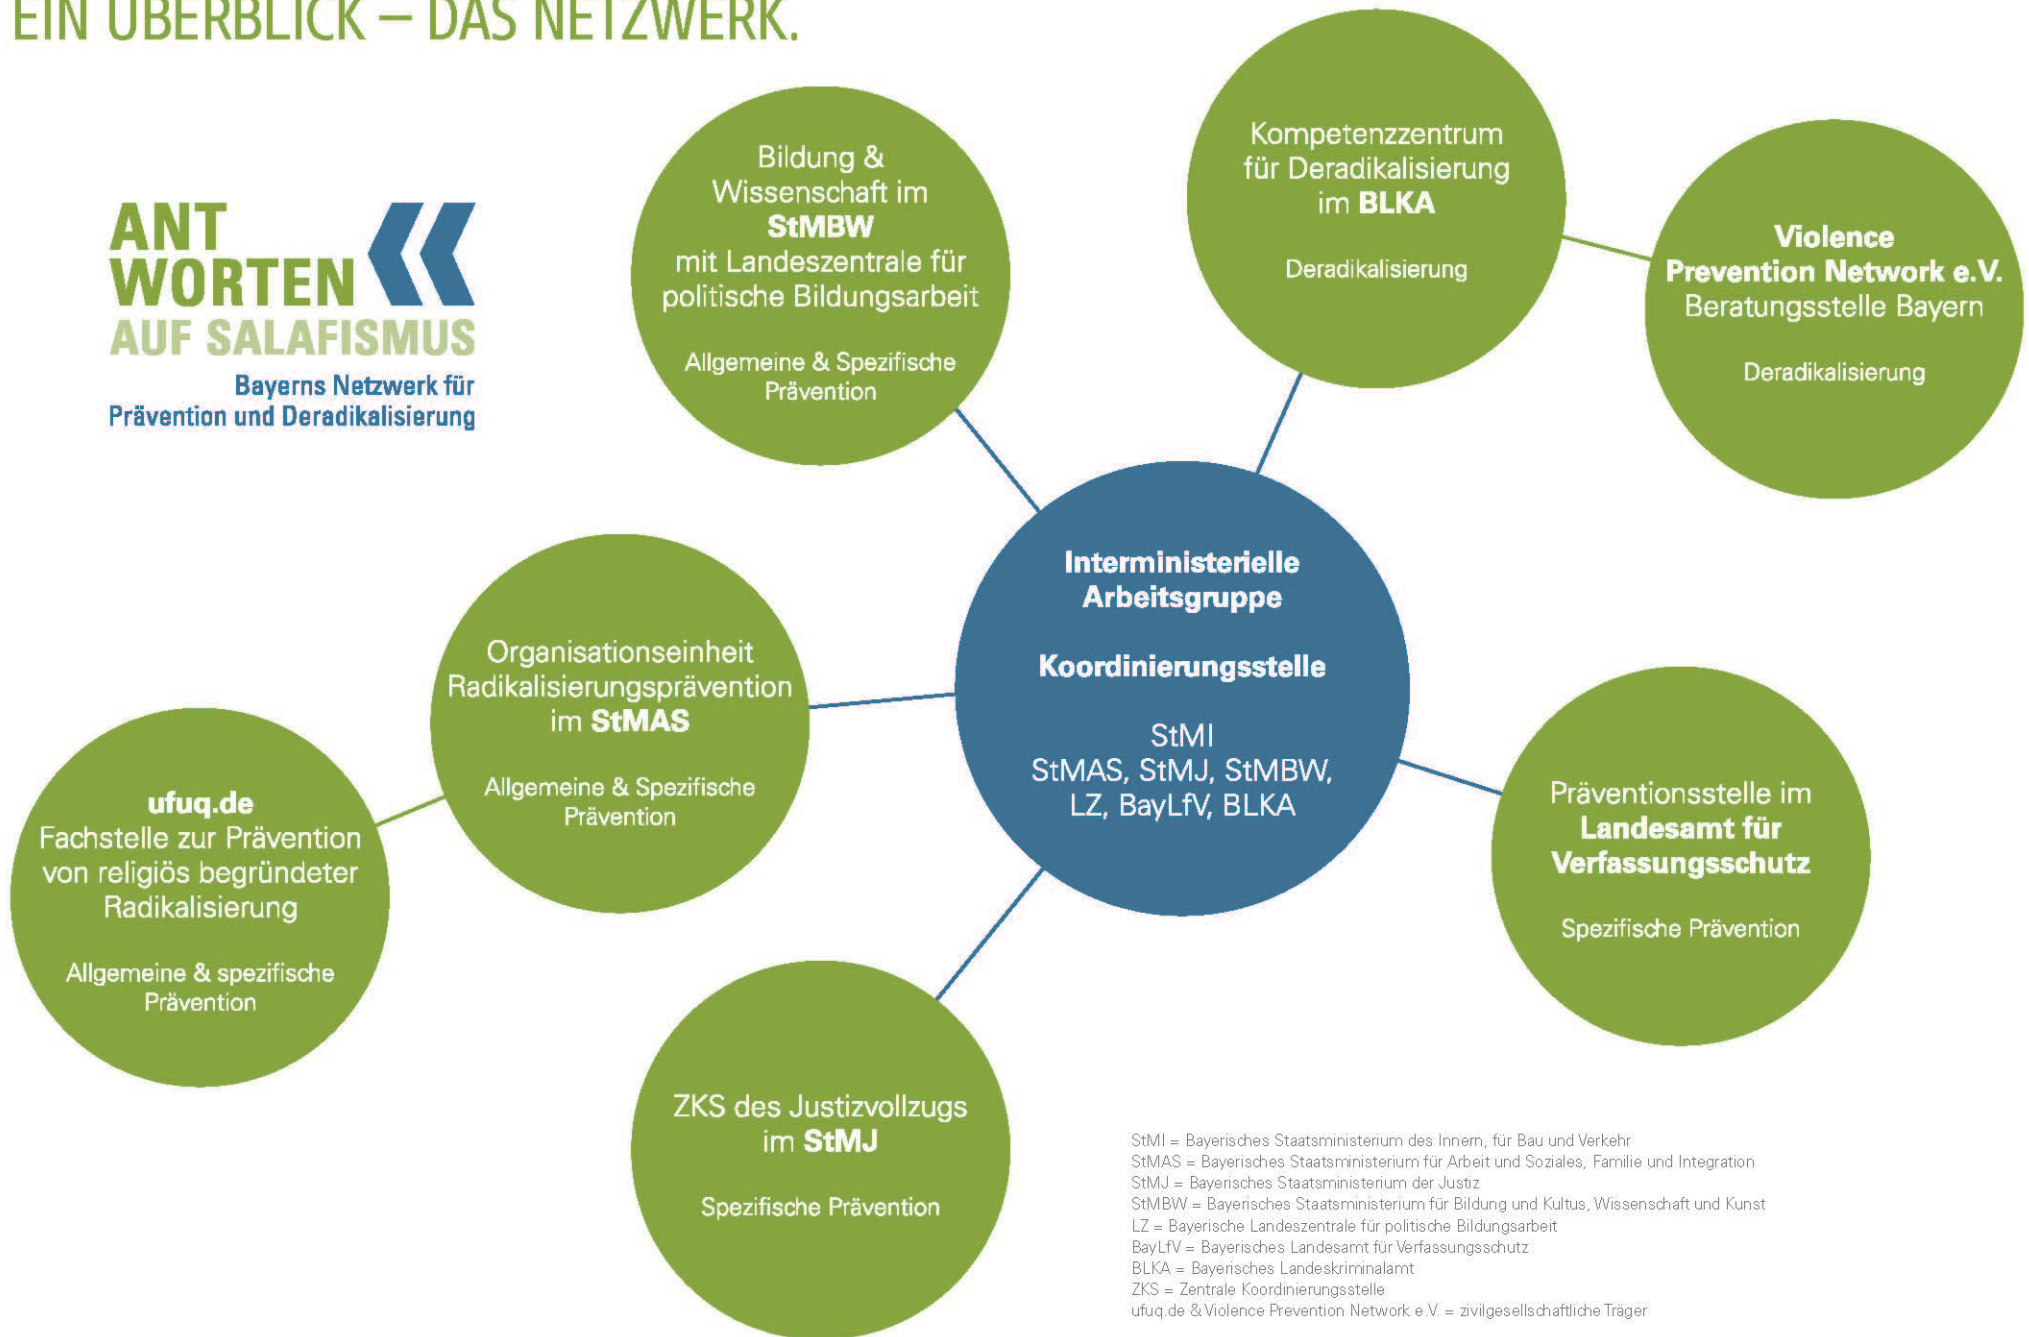 EIN ÜBERBLICK – DAS NETZWERK.
ANT
WORTEN
AUF SALAFISMUS
Bayerns Netzwerk für
Prävention und Deradikalisierung
Bildung &
Wissenschaft im
StMBW
mit Landeszentrale für
politische Bildungsarbeit
Allgemeine & Spezifische
Prävention
Kompetenzzentrum
für Deradikalisierung
im BLKA
Deradikalisierung
Violence
Prevention Network e.V.
Beratungsstelle Bayern
Deradikalisierung
Interministerielle
Arbeitsgruppe
Koordinierungsstelle
StMI
StMAS, StMJ, StMBW,
LZ, BayLfV, BLKA
Organisationseinheit
Radikalisierungsprävention
im StMAS
Allgemeine & Spezifische
Prävention
ufuq.de
Fachstelle zur Prävention
von religiös begründeter
Radikalisierung
Allgemeine & spezifische
Prävention
Präventionsstelle im
Landesamt für
Verfassungsschutz
Spezifische Prävention
ZKS des Justizvollzugs
im StMJ
Spezifische Prävention
StMI = Bayerisches Staatsministerium des Innern, für Bau und Verkehr
StMAS = Bayerisches Staatsministerium für Arbeit und Soziales, Familie und Integration
StMJ = Bayerisches Staatsministerium der Justiz
StMBW = Bayerisches Staatsministerium für Bildung und Kultus, Wissenschaft und Kunst
LZ = Bayerische Landeszentrale für politische Bildungsarbeit
BayLfV = Bayerisches Landesamt für Verfassungsschutz
BLKA = Bayerisches Landeskriminalamt
ZKS = Zentrale Koordinierungsstelle
ufuq.de & Violence Prevention Network e.V. = zivilgesellschaftliche Träger